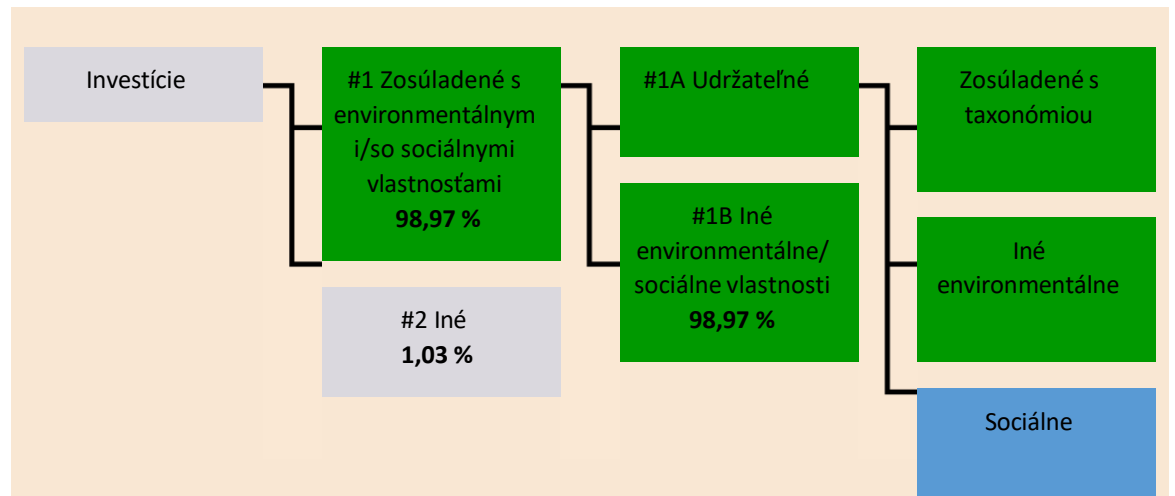 Investície
#1 Zosúladené s
environmentálnym
i/so sociálnymi
vlastnosťami
98,97 %
#2 Iné
1,03 %
#1A Udržateľné
#1B Iné
environmentálne/
sociálne vlastnosti
98,97 %
Zosúladené s
taxonómiou
Iné
environmentálne
Sociálne